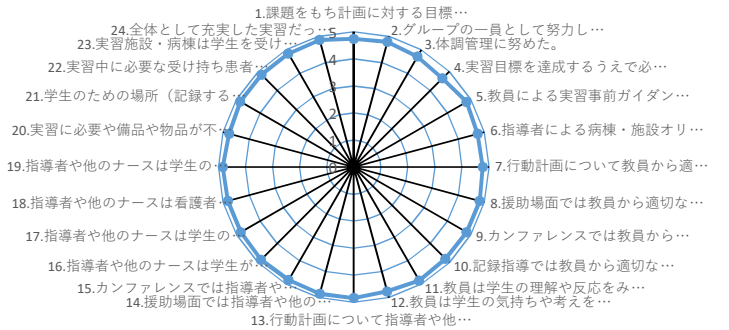 1.課題をもち計画に対する目標…
2.グループの一員として努力し…
3.体調管理に努めた。
4.実習目標を達成するうえで必…
5.教員による実習事前ガイダン…
6.指導者による病棟・施設オリ…
7.行動計画について教員から適…
8.援助場面では教員から適切な…
9.カンファレンスでは教員から…
10.記録指導では教員から適切な…
11.教員は学生の理解や反応をみ…
12.教員は学生の気持ちや考えを…
13.行動計画について指導者や他…
14.援助場面では指導者や他の…
15.カンファレンスでは指導者や…
16.指導者や他のナースは学生が…
17.指導者や他のナースは学生の…
18.指導者や他のナースは看護者…
19.指導者や他のナースは学生の…
20.実習に必要や備品や物品が不…
21.学生のための場所（記録する…
22.実習中に必要な受け持ち患者…
23.実習施設・病棟は学生を受け…
24.全体として充実した実習だっ…
5
4
3
2
1
0